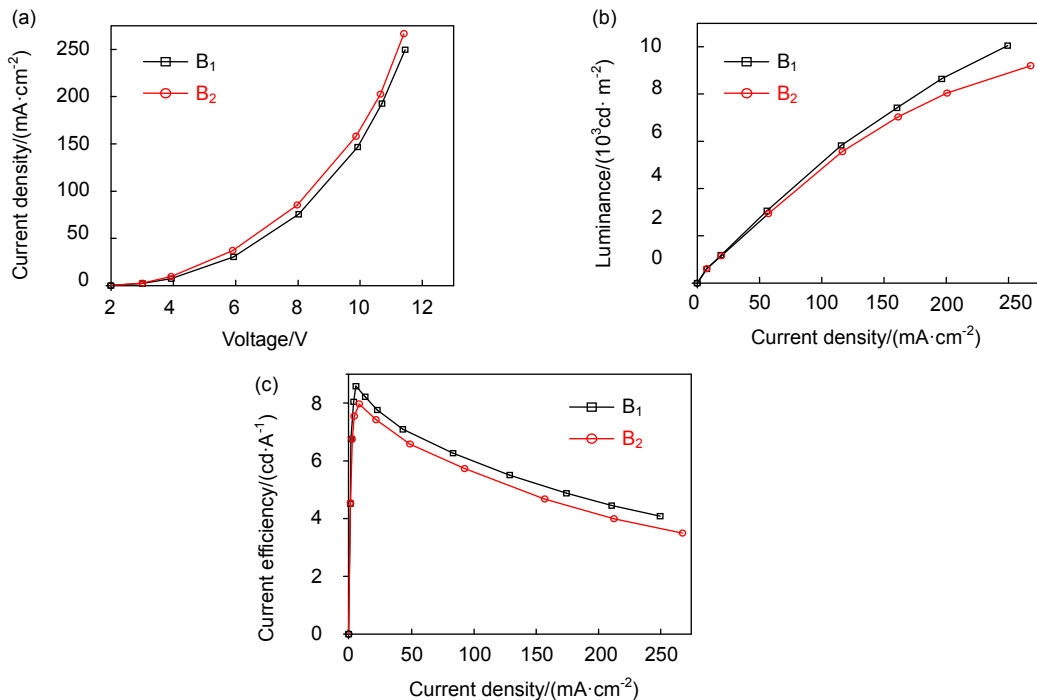 (a)
Current density/(mA·cm⁻²)
250
200
150
100
50
0
B₁
B₂
2
4
6
8
10
12
Voltage/V
(b)
Luminance/(10³cd· m⁻²)
10
8
6
4
2
0
B₁
B₂
0
50
100
150
200
250
Current density/(mA·cm⁻²)
(c)
Current efficiency/(cd·A⁻¹)
8
6
4
2
0
B₁
B₂
0
50
100
150
200
250
Current density/(mA·cm⁻²)